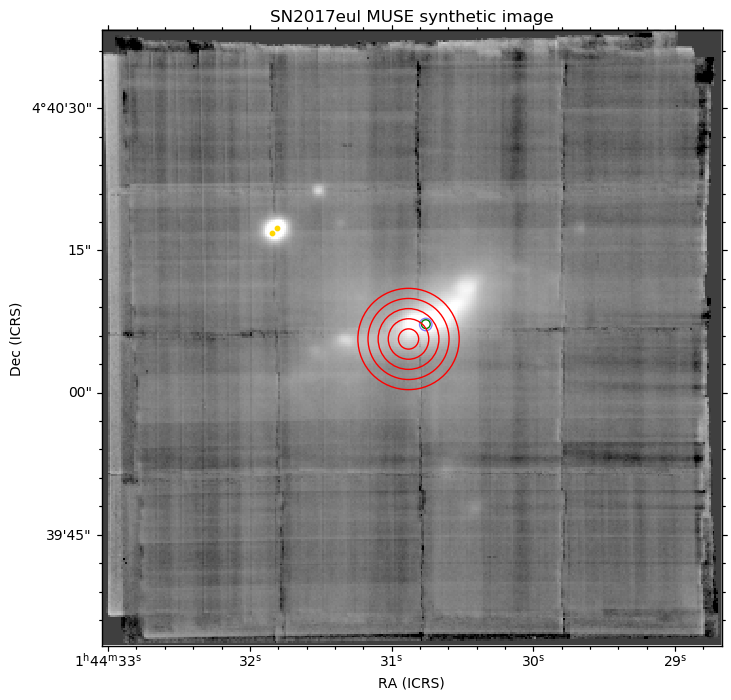 SN2017eul MUSE synthetic image
4°40'30"
15"
00"
39'45"
Dec (ICRS)
1ʰ44ᵐ33ˢ 32ˢ 31ˢ 30ˢ 29ˢ
RA (ICRS)